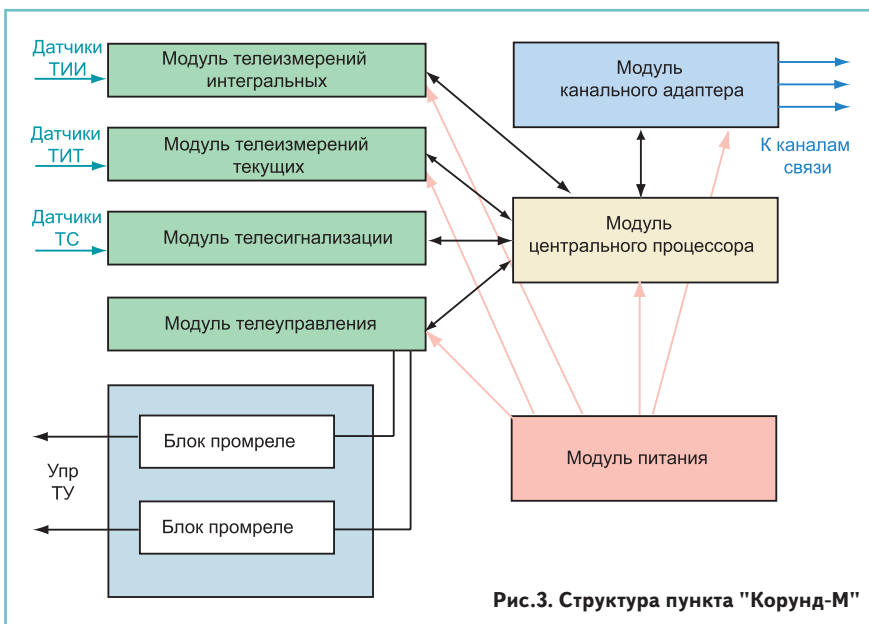 Датчики
ТИИ
Модуль телеизмерений
интегральных
Модуль
канального адаптера
Датчики
ТИТ
Модуль телеизмерений
текущих
К каналам
связи
Датчики
ТС
Модуль телесигнализации
Модуль
центрального процессора
Модуль телеуправления
Блок промреле
Упр
ТУ
Блок промреле
Модуль питания
Рис.3. Структура пункта "Корунд-М"